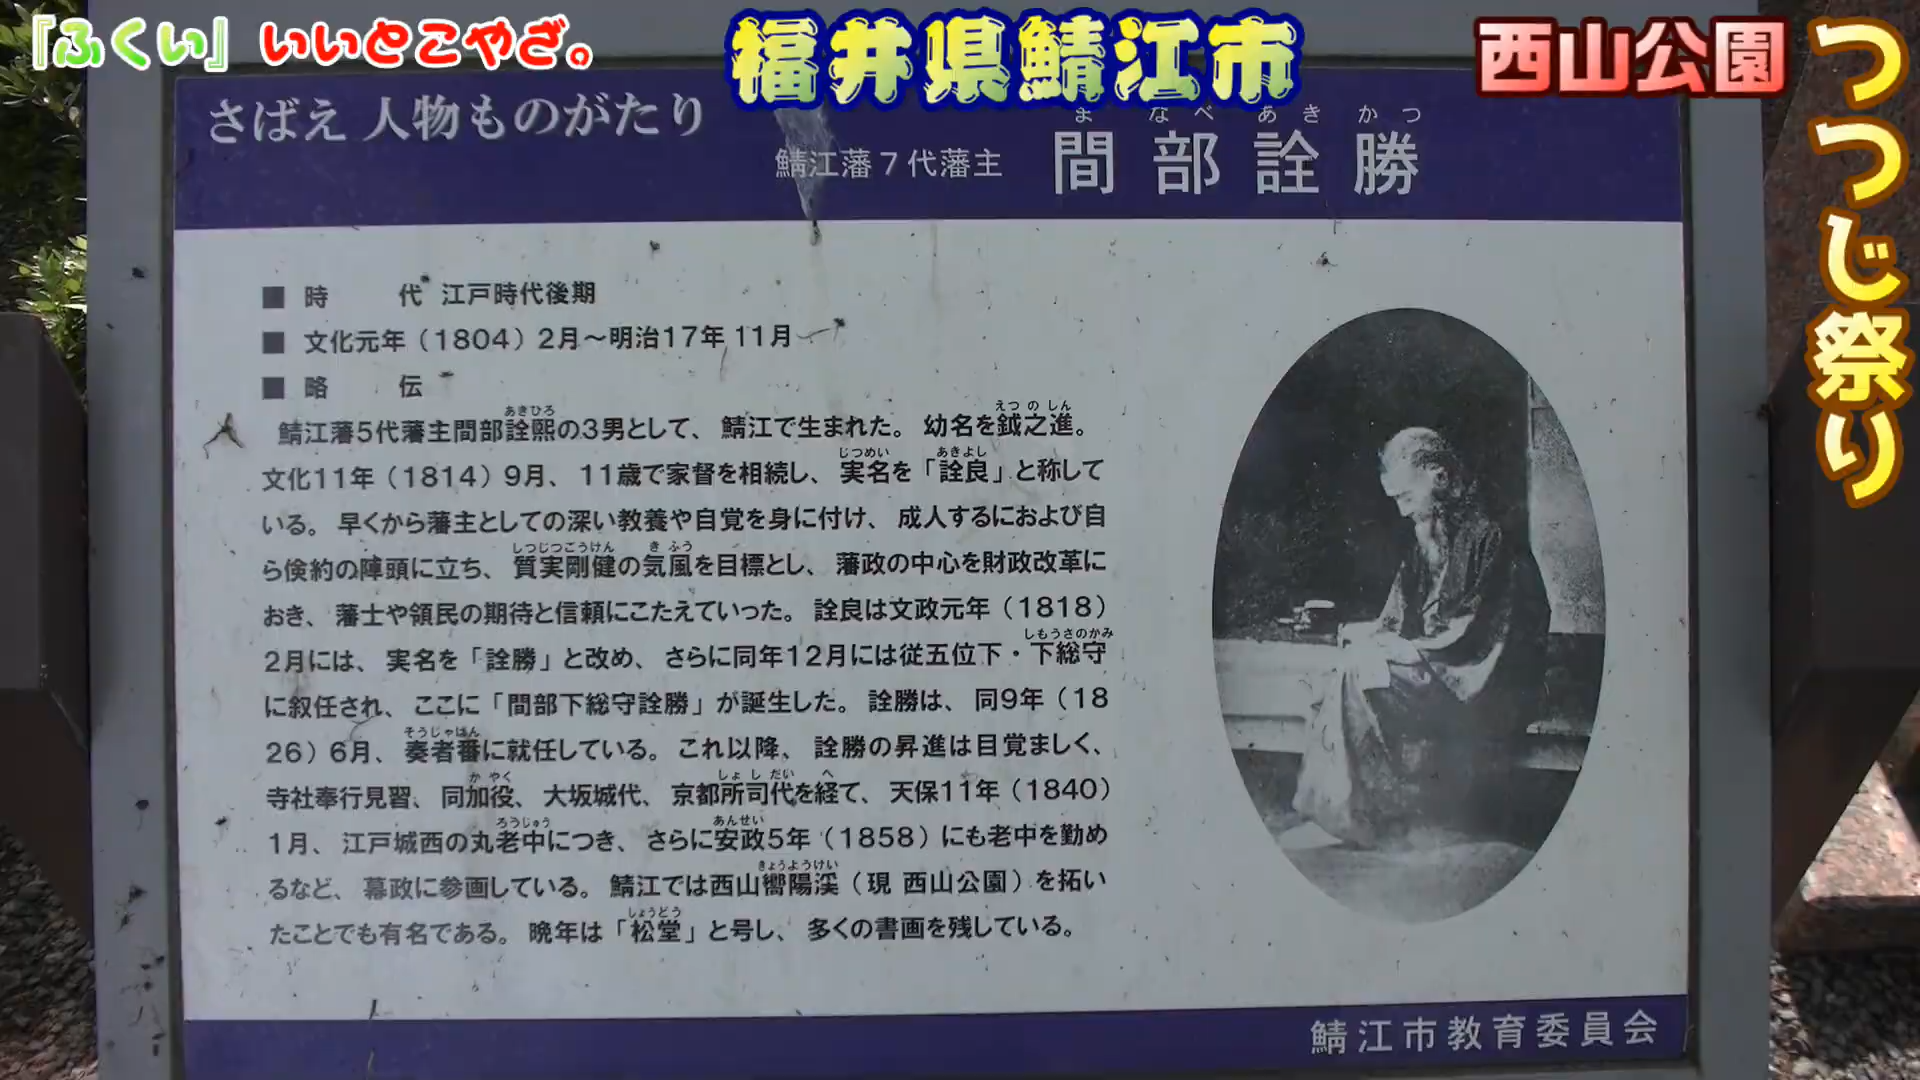 『ふくい』いいとこやざ。
福井県鯖江市
西山公園
つつじ祭り
さばえ 人物ものがたり
まなべ あきかつ
鯖江藩7代藩主 間部詮勝
■ 時　代 江戸時代後期
■ 文化元年（1804）2月～明治17年 11月
■ 略　伝
あきひろ えつのしん
鯖江藩5代藩主間部詮熙の3男として、鯖江で生まれた。幼名を鉞之進。
じつめい あきよし
文化11年（1814）9月、11歳で家督を相続し、実名を「詮良」と称して
いる。早くから藩主としての深い教養や自覚を身に付け、成人するにおよび自
しつじつごうけん きふう
ら倹約の陣頭に立ち、質実剛健の気風を目標とし、藩政の中心を財政改革に
おき、藩士や領民の期待と信頼にこたえていった。詮良は文政元年（1818）
しもうさのかみ
2月には、実名を「詮勝」と改め、さらに同年12月には従五位下・下総守
に叙任され、ここに「間部下総守詮勝」が誕生した。詮勝は、同9年（18
そうじゃばん
26）6月、奏者番に就任している。これ以降、詮勝の昇進は目覚ましく、
かやく しょしだい へ
寺社奉行見習、同加役、大坂城代、京都所司代を経て、天保11年（1840）
ろうじゅう あんせい
1月、江戸城西の丸老中につき、さらに安政5年（1858）にも老中を勤め
きょうようけい
るなど、幕政に参画している。鯖江では西山嚮陽渓（現 西山公園）を拓い
しょうどう
たことでも有名である。晩年は「松堂」と号し、多くの書画を残している。
鯖江市教育委員会